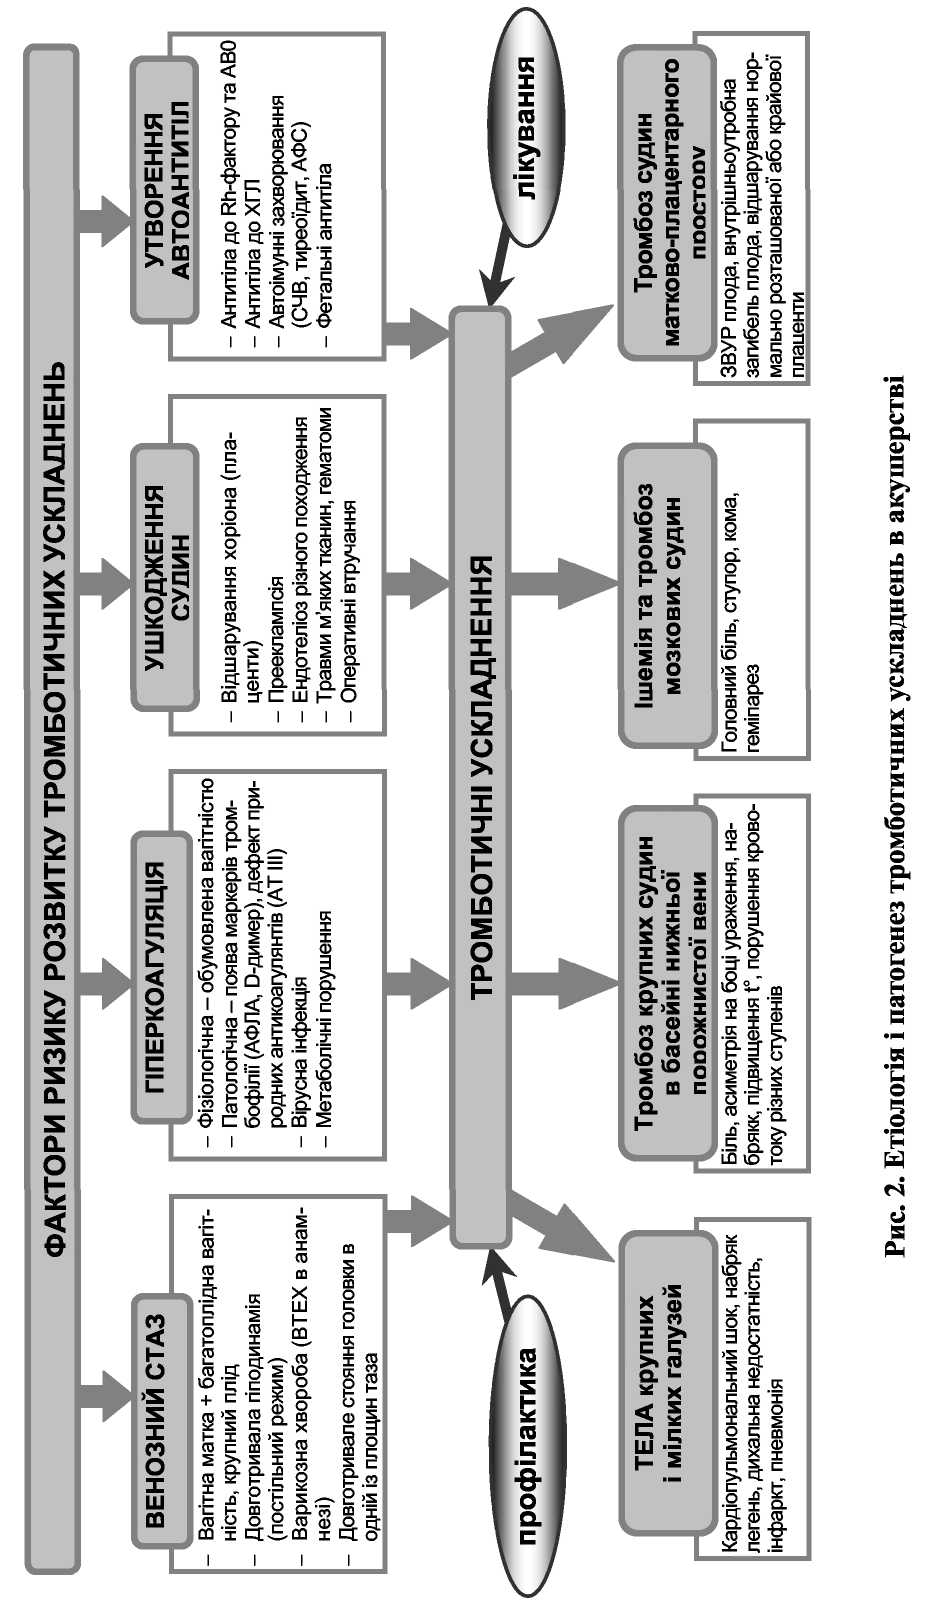 ФАКТОРИ РИЗИКУ РОЗВИТКУ ТРОМБОТИЧНИХ УСКЛАДНЕНЬ
ВЕНОЗНИЙ СТАЗ
– Вагітна матка + багатоплідна вагіт-
ність, крупний плід
– Довготривала гіподинамія
(постільний режим)
– Варикозна хвороба (ВТЕХ в анам-
незі)
– Довготривале стояння головки в
одній із площин таза
ГІПЕРКОАГУЛЯЦІЯ
– Фізіологічна – обумовлена вагітністю
– Патологічна – поява маркерів тром-
бофілії (АФЛА, D-димер), дефект при-
родних антикоагулянтів (АТ III)
– Вірусна інфекція
– Метаболічні порушення
УШКОДЖЕННЯ
СУДИН
– Відшарування хоріона (пла-
центи)
– Прееклампсія
– Ендотеліоз різного походження
– Травми м’яких тканин, гематоми
– Оперативні втручання
УТВОРЕННЯ
АВТОАНТИТІЛ
– Антитіла до Rh-фактору та АВ0
– Антитіла до ХГЛ
– Автоімунні захворювання
(СЧВ, тиреоїдит, АФС)
– Фетальні антитіла
профілактика
ТРОМБОТИЧНІ УСКЛАДНЕННЯ
лікування
ТЕЛА крупних
і мілких галузей
Кардіопульмональний шок, набряк
легень, дихальна недостатність,
інфаркт, пневмонія
Тромбоз крупних судин
в басейні нижньої
порожнистої вени
Біль, асиметрія на боці ураження, на-
брякк, підвищення t°, порушення крово-
току різних ступенів
Ішемія та тромбоз
мозкових судин
Головний біль, ступор, кома,
геміпарез
Тромбоз судин
матково-плацентарного
простору
ЗВУР плода, внутрішньоутробна
загибель плода, відшарування нор-
мально розташованої або крайової
плаценти
Рис. 2. Етіологія і патогенез тромботичних ускладнень в акушерстві